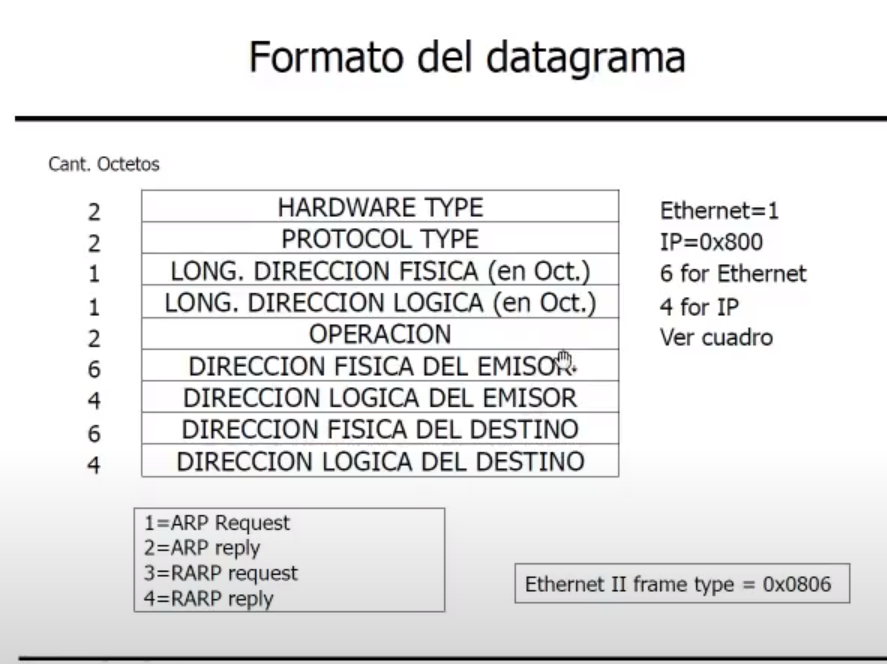 Formato del datagrama
Cant. Octetos
2 HARDWARE TYPE Ethernet=1
2 PROTOCOL TYPE IP=0x800
1 LONG. DIRECCION FISICA (en Oct.) 6 for Ethernet
1 LONG. DIRECCION LOGICA (en Oct.) 4 for IP
2 OPERACION Ver cuadro
6 DIRECCION FISICA DEL EMISOR
4 DIRECCION LOGICA DEL EMISOR
6 DIRECCION FISICA DEL DESTINO
4 DIRECCION LOGICA DEL DESTINO
1=ARP Request
2=ARP reply
3=RARP request
4=RARP reply
Ethernet II frame type = 0x0806